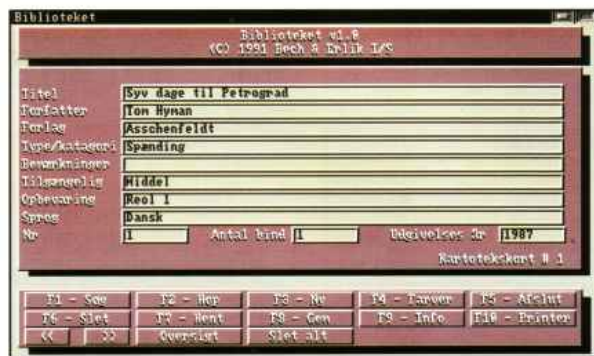 Biblioteket
Biblioteket v1.0
(C) 1991 Bech & Erlik I/S
Titel Syv dage til Petrograd
Forfatter Tom Hyman
Forlag Asschenfeldt
Type/katagori Spænding
Bemærkninger
Tilgængelig Middel
Opbevaring Reol 1
Sprog Dansk
Nr 1 Antal bind 1 Udgivelses år 1987
Kartotekskort # 1
F1 - Søg F2 - Hop F3 - Ny F4 - Farver F5 - Afslut
F6 - Slet F7 - Hent F8 - Gem F9 - Info F10 - Printer
<< >> Oversigt Slet alt